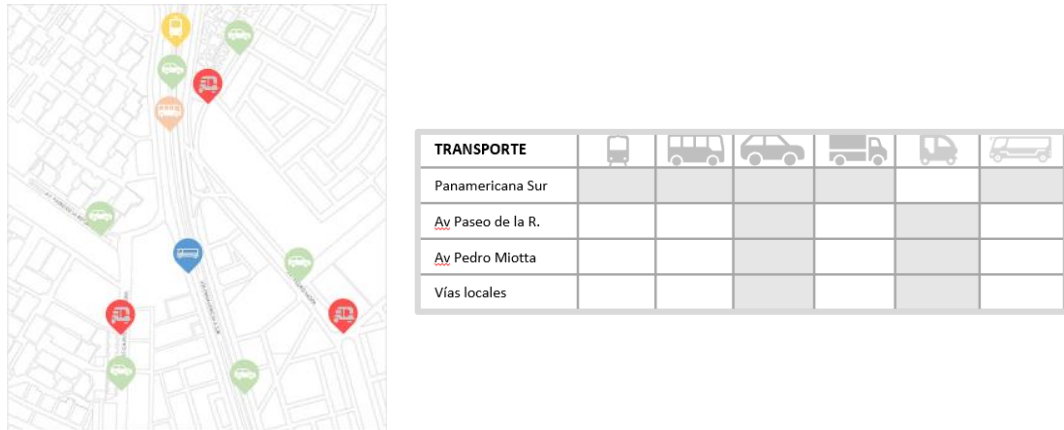 TRANSPORTE
Panamericana Sur
Av Paseo de la R.
Av Pedro Miotta
Vías locales